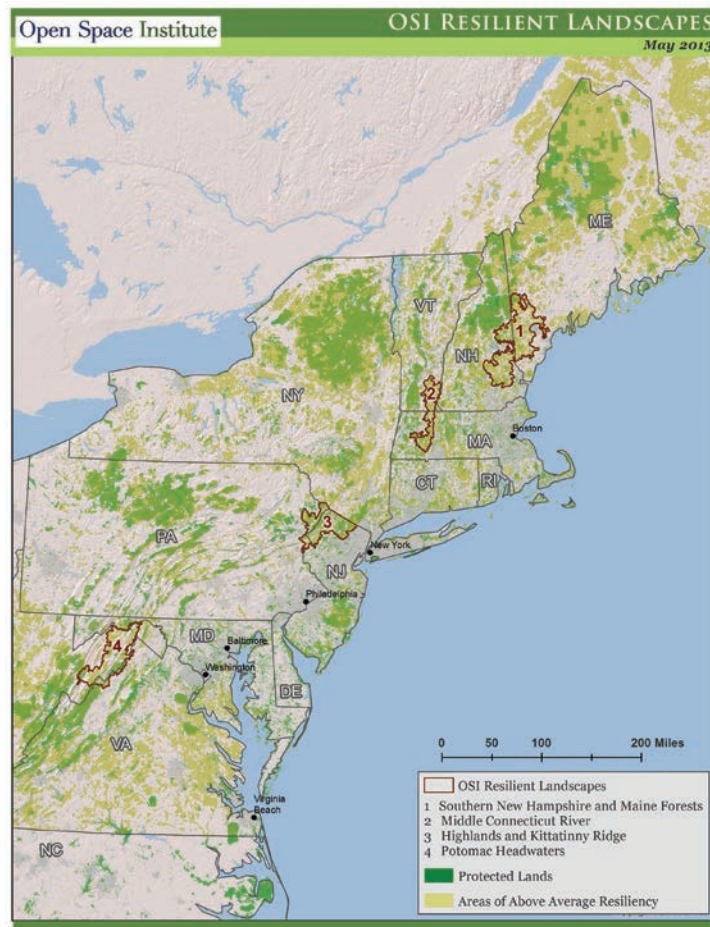 Open Space Institute
OSI RESILIENT LANDSCAPES
May 2013
ME
VT
1
NH
NY
2
MA
Boston
CT
RI
PA
3
New York
NJ
Philadelphia
4
MD
Baltimore
Washington
DE
VA
Virginia
Beach
NC
0 50 100 200 Miles
OSI Resilient Landscapes
1 Southern New Hampshire and Maine Forests
2 Middle Connecticut River
3 Highlands and Kittatinny Ridge
4 Potomac Headwaters
Protected Lands
Areas of Above Average Resiliency